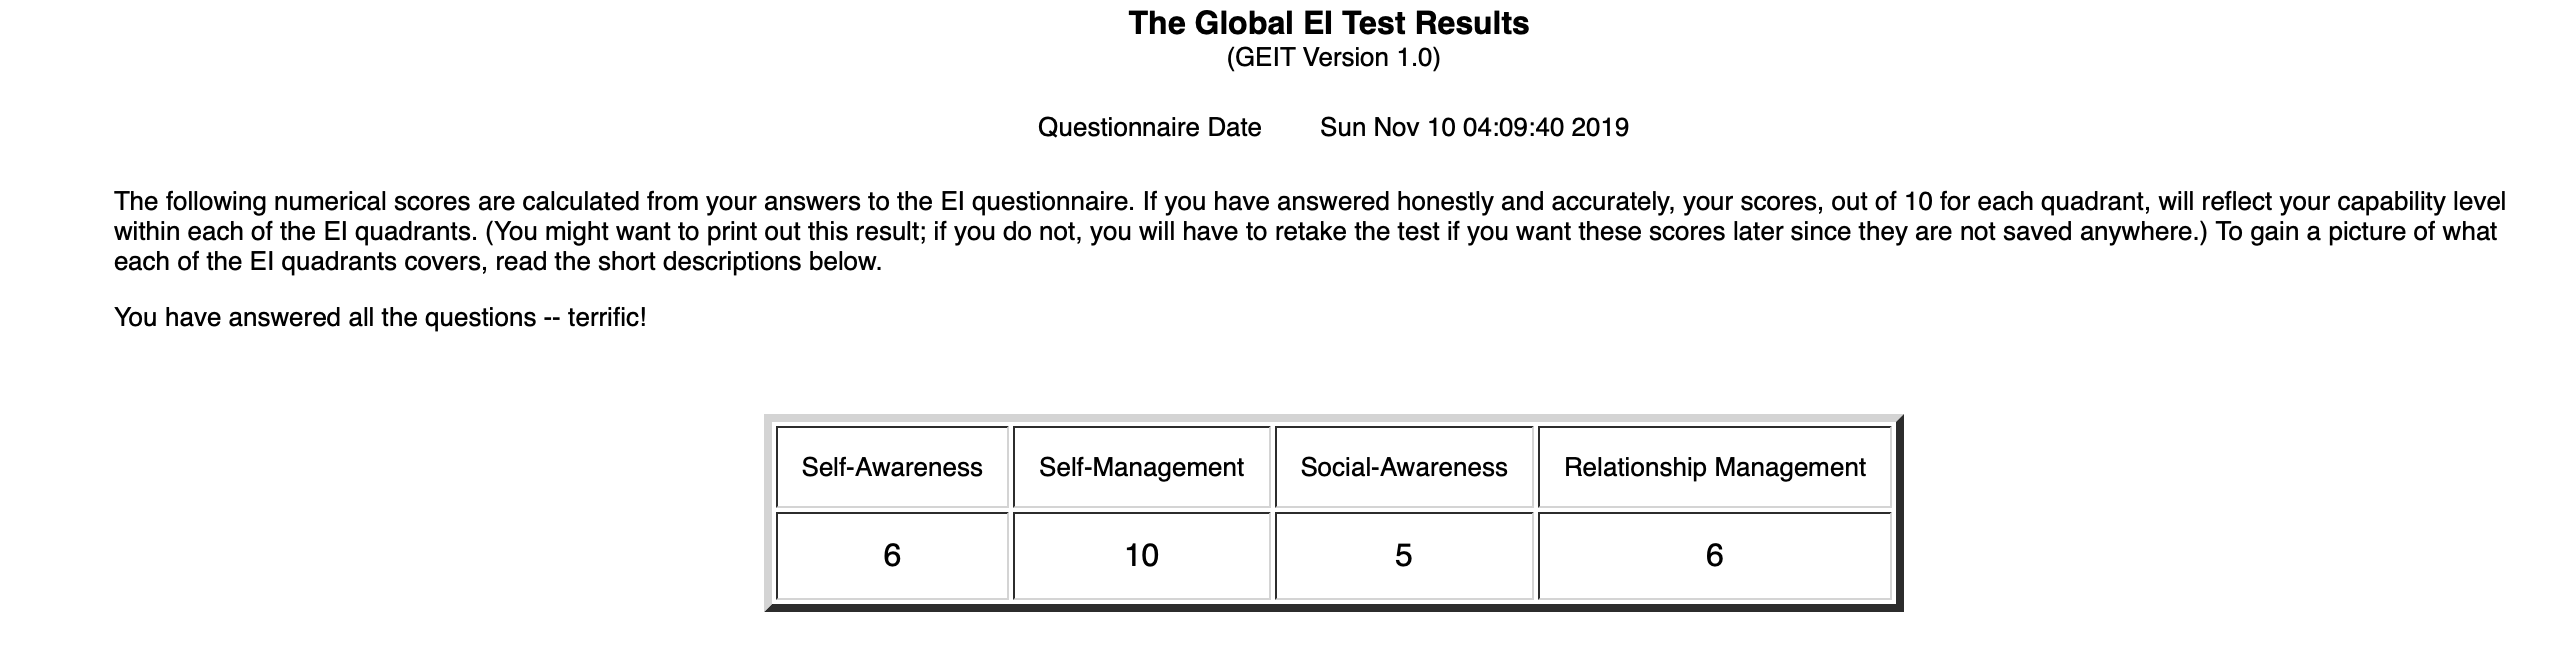 The Global EI Test Results
(GEIT Version 1.0)
Questionnaire Date Sun Nov 10 04:09:40 2019
The following numerical scores are calculated from your answers to the EI questionnaire. If you have answered honestly and accurately, your scores, out of 10 for each quadrant, will reflect your capability level
within each of the EI quadrants. (You might want to print out this result; if you do not, you will have to retake the test if you want these scores later since they are not saved anywhere.) To gain a picture of what
each of the EI quadrants covers, read the short descriptions below.
You have answered all the questions -- terrific!
Self-Awareness Self-Management Social-Awareness Relationship Management
6 10 5 6